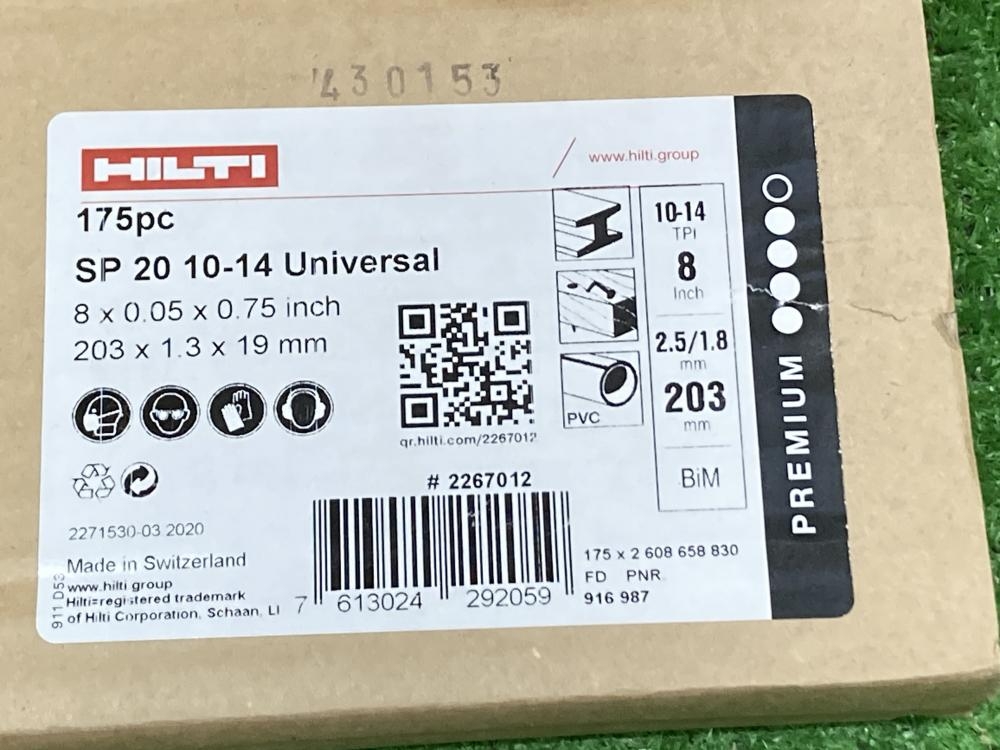 430153
HILTI
www.hilti.group
175pc
SP 20 10-14 Universal
8 x 0.05 x 0.75 inch
203 x 1.3 x 19 mm
qr.hilti.com/2267012
PVC
10-14
TPI
8
Inch
2.5/1.8
mm
203
mm
BiM
PREMIUM
# 2267012
2271530-03.2020
Made in Switzerland
www.hilti.group
Hilti=registered trademark
of Hilti Corporation, Schaan, LI
911 D53
7 613024 292059
175 x 2 608 658 830
FD PNR.
916 987